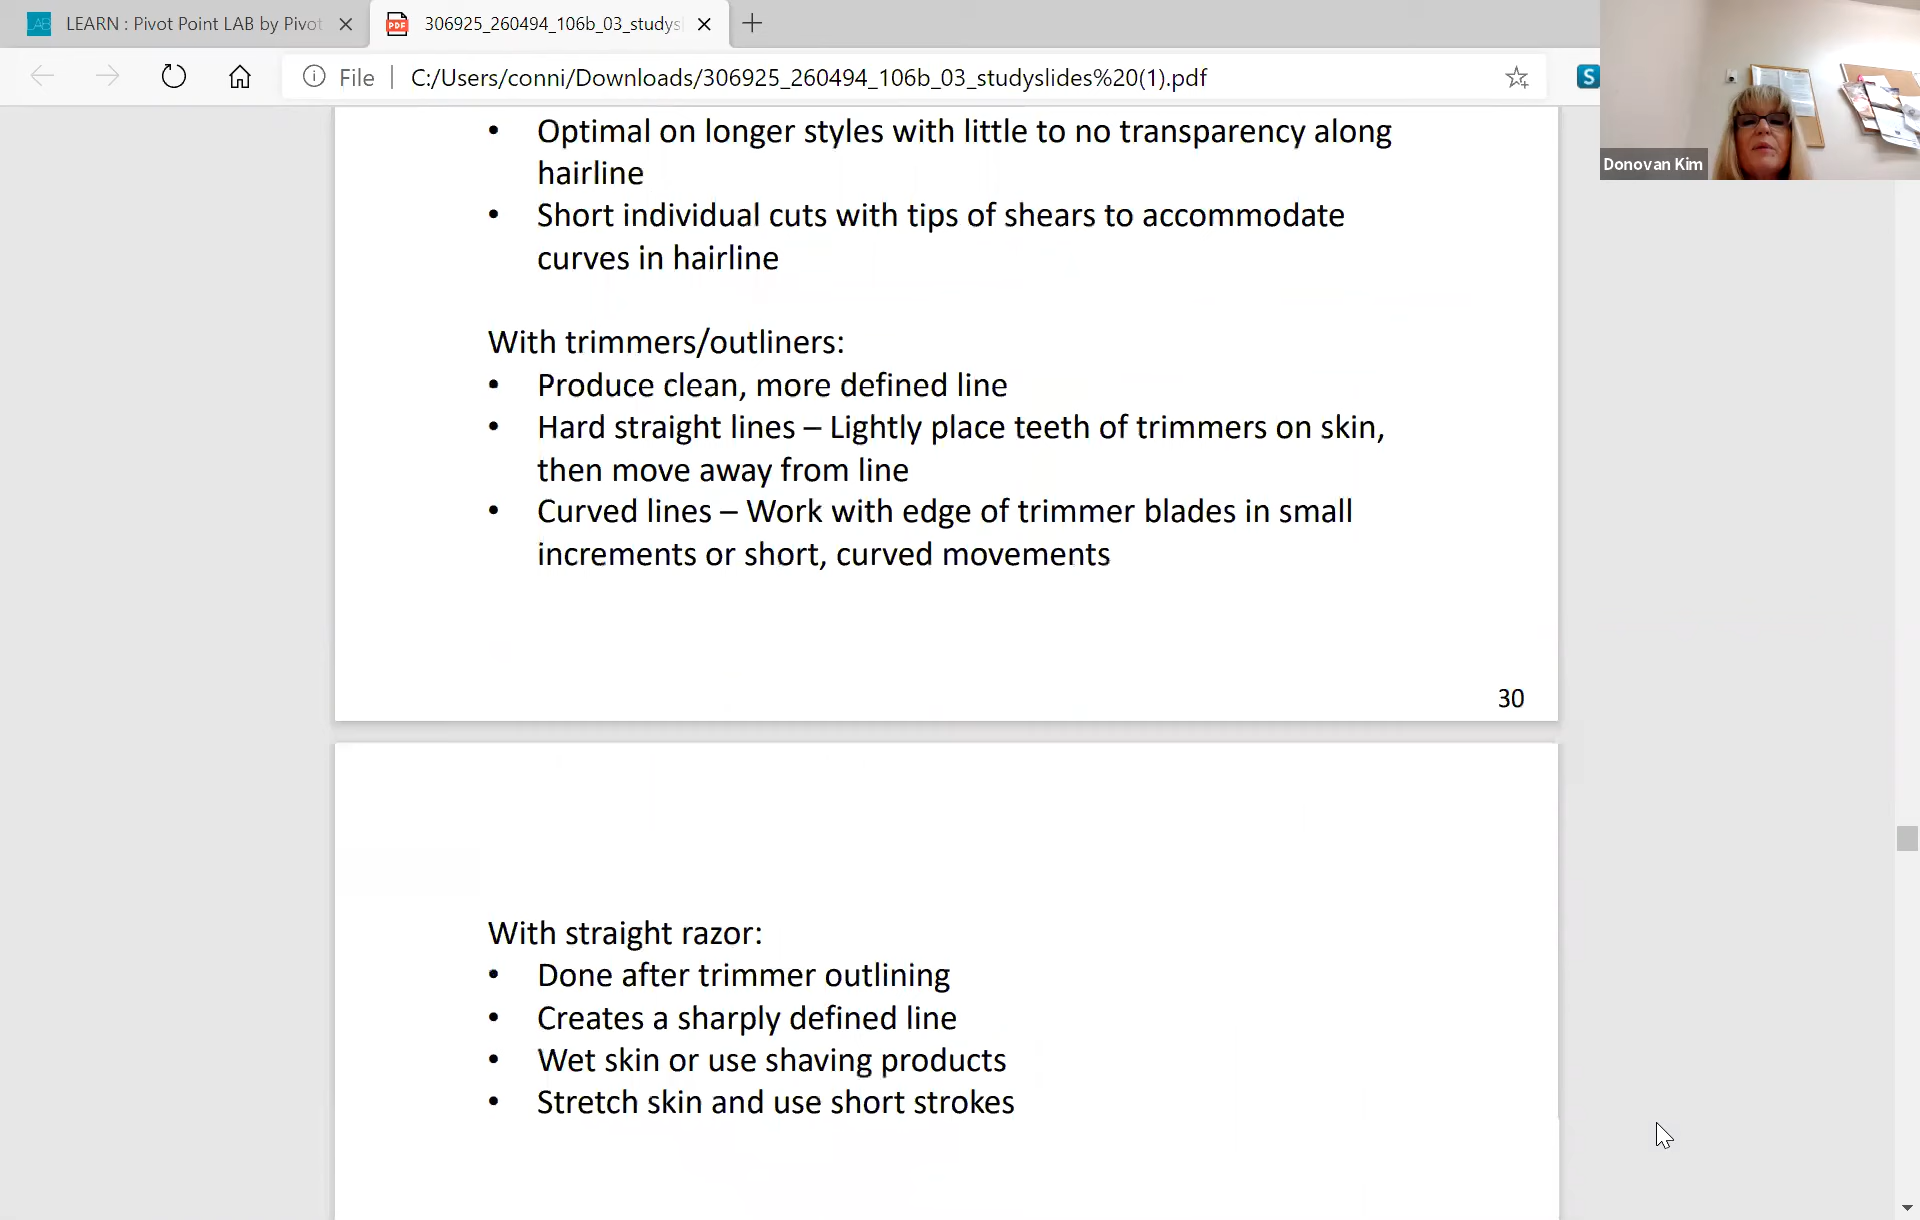 LEARN : Pivot Point LAB by Pivot
306925_260494_106b_03_studys
File
C:/Users/conni/Downloads/306925_260494_106b_03_studyslides%20(1).pdf
S
Donovan Kim
• Optimal on longer styles with little to no transparency along
hairline
• Short individual cuts with tips of shears to accommodate
curves in hairline
With trimmers/outliners:
• Produce clean, more defined line
• Hard straight lines – Lightly place teeth of trimmers on skin,
then move away from line
• Curved lines – Work with edge of trimmer blades in small
increments or short, curved movements
30
With straight razor:
• Done after trimmer outlining
• Creates a sharply defined line
• Wet skin or use shaving products
• Stretch skin and use short strokes